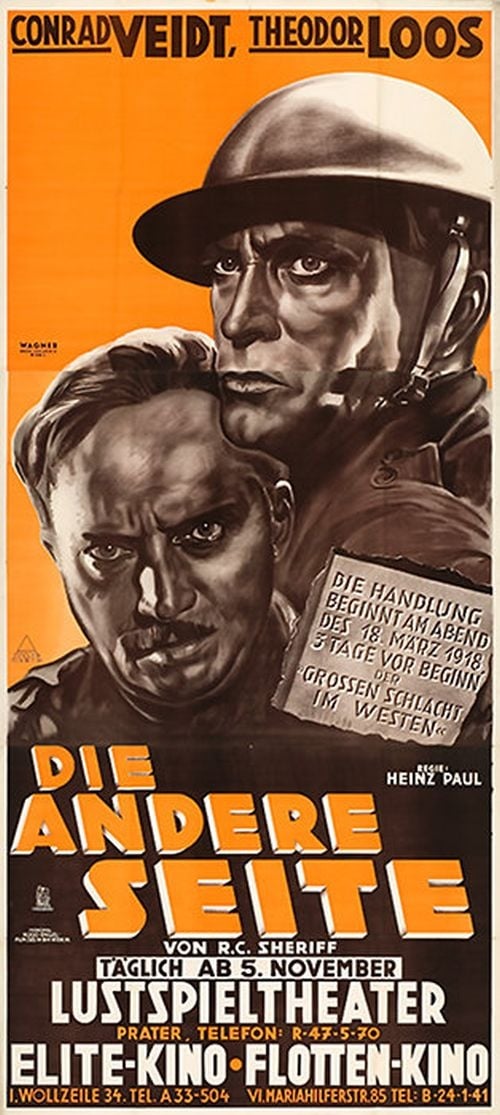 CONRAD VEIDT, THEODOR LOOS
WAGNER
DIE HANDLUNG
BEGINNT AM ABEND
DES 18. MÄRZ 1918,
3 TAGE VOR BEGINN
DER
»GROSSEN SCHLACHT
IM WESTEN«
REGIE:
HEINZ PAUL
DIE
ANDERE
SEITE
VON R.C. SHERIFF
TÄGLICH AB 5. NOVEMBER
LUSTSPIELTHEATER
PRATER, TELEFON: R-47-5-70
ELITE-KINO • FLOTTEN-KINO
I. WOLLZEILE 34. TEL. A 33-504 VI. MARIAHILFERSTR. 85 TEL: B-24-1-41